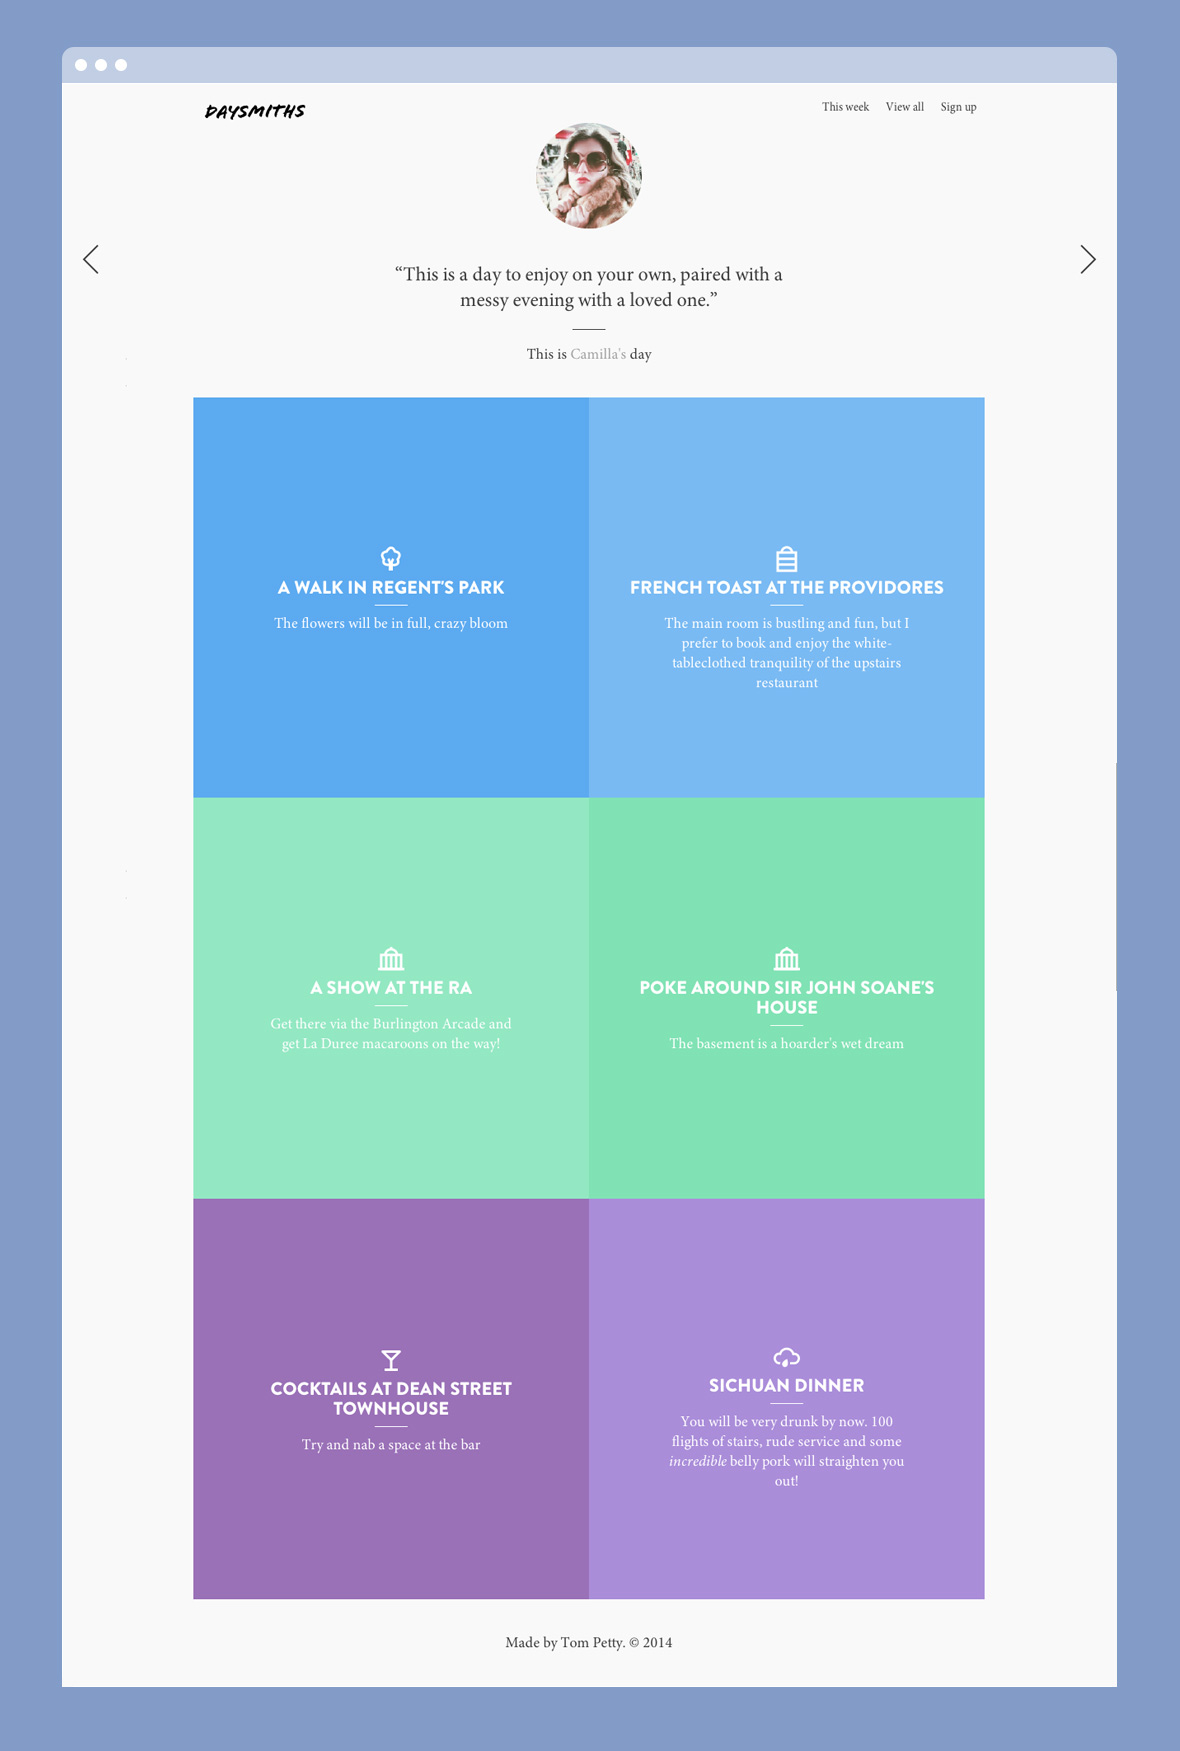 DAYSMITHS
This week View all Sign up
“This is a day to enjoy on your own, paired with a
messy evening with a loved one.”
This is Camilla's day
A WALK IN REGENT'S PARK
The flowers will be in full, crazy bloom
FRENCH TOAST AT THE PROVIDORES
The main room is bustling and fun, but I
prefer to book and enjoy the white-
tableclothed tranquility of the upstairs
restaurant
A SHOW AT THE RA
Get there via the Burlington Arcade and
get La Duree macaroons on the way!
POKE AROUND SIR JOHN SOANE'S
HOUSE
The basement is a hoarder's wet dream
COCKTAILS AT DEAN STREET
TOWNHOUSE
Try and nab a space at the bar
SICHUAN DINNER
You will be very drunk by now. 100
flights of stairs, rude service and some
incredible belly pork will straighten you
out!
Made by Tom Petty. © 2014